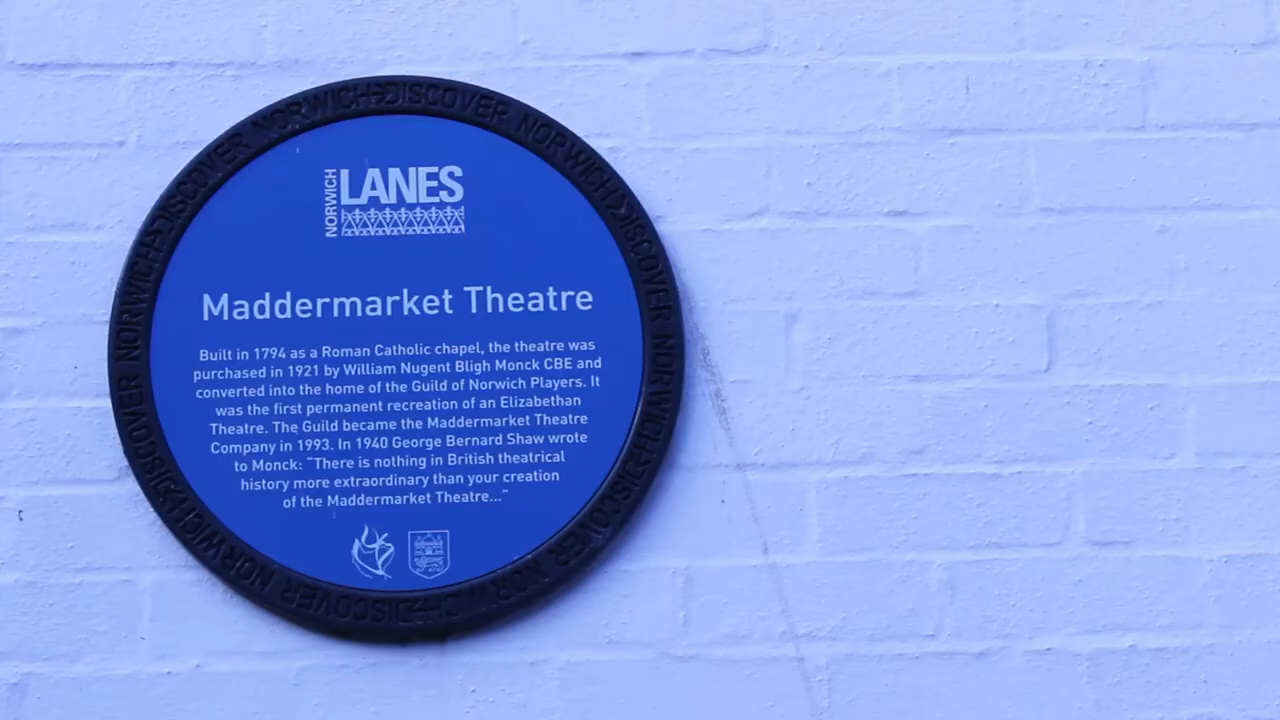 NORWICH
LANES
Maddermarket Theatre
Built in 1794 as a Roman Catholic chapel, the theatre was
purchased in 1921 by William Nugent Bligh Monck CBE and
converted into the home of the Guild of Norwich Players. It
was the first permanent recreation of an Elizabethan
Theatre. The Guild became the Maddermarket Theatre
Company in 1993. In 1940 George Bernard Shaw wrote
to Monck: “There is nothing in British theatrical
history more extraordinary than your creation
of the Maddermarket Theatre...”
DISCOVER NORWICH
DISCOVER NORWICH
DISCOVER NORWICH
DISCOVER NORWICH
DISCOVER NORWICH
DISCOVER NORWICH